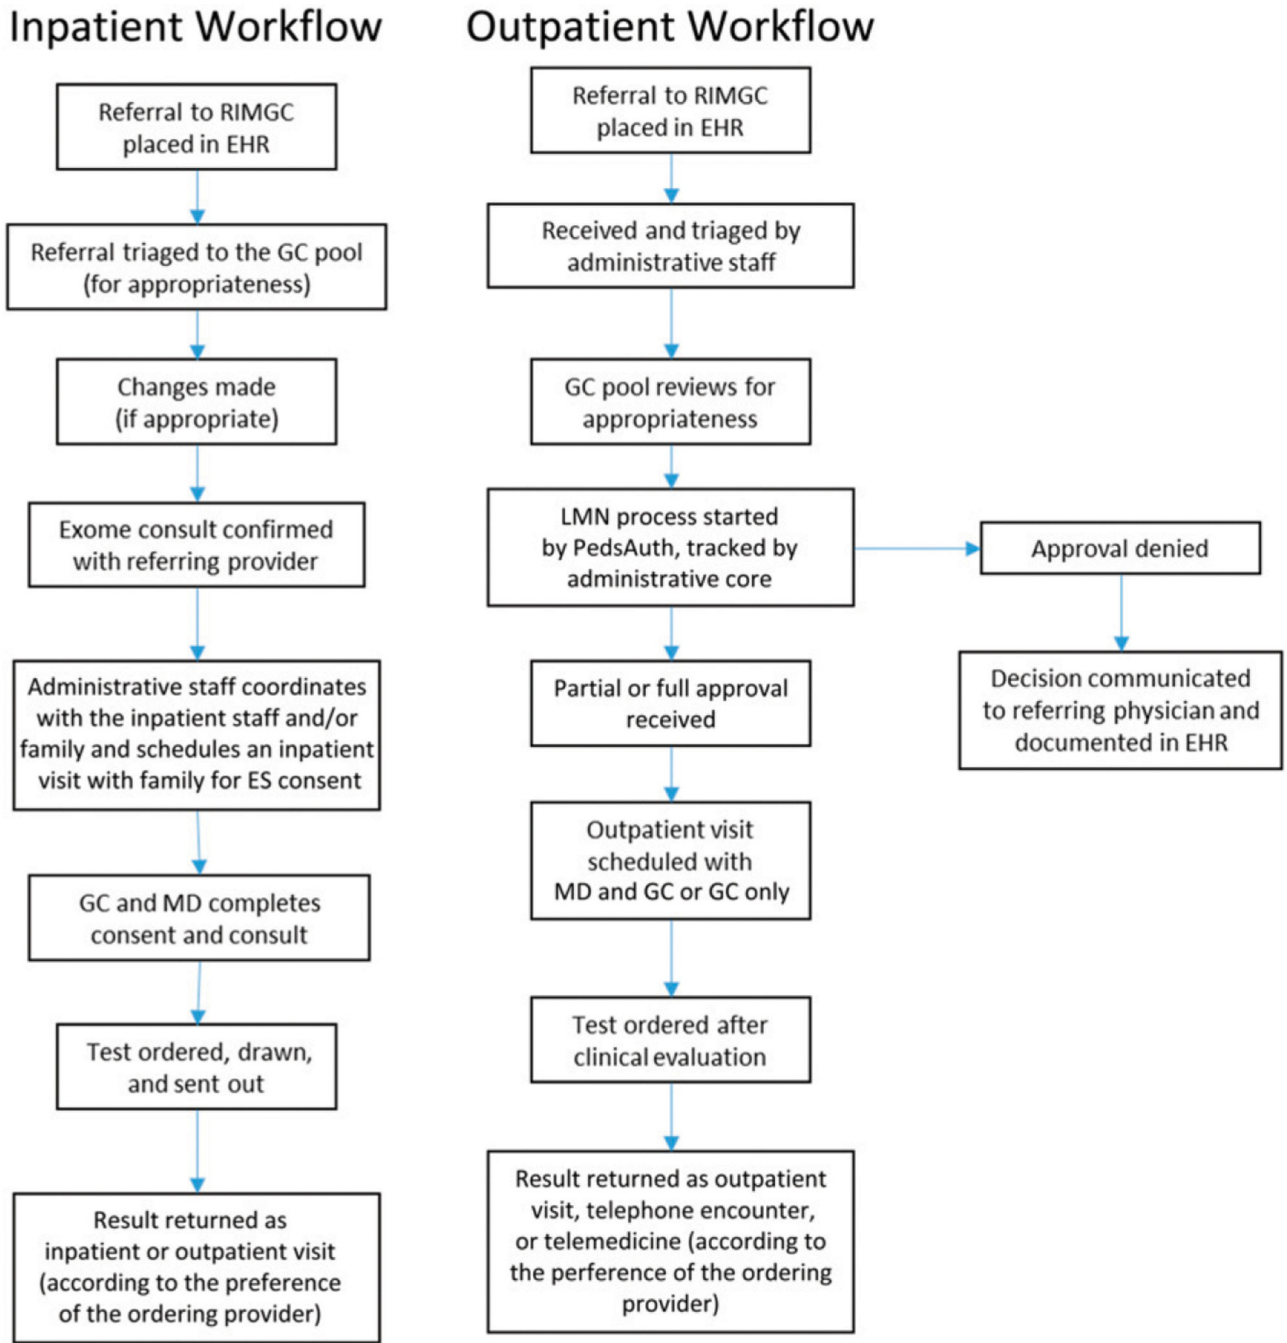 Inpatient Workflow
Referral to RIMGC
placed in EHR
Referral triaged to the GC pool
(for appropriateness)
Changes made
(if appropriate)
Exome consult confirmed
with referring provider
Administrative staff coordinates
with the inpatient staff and/or
family and schedules an inpatient
visit with family for ES consent
GC and MD completes
consent and consult
Test ordered, drawn,
and sent out
Result returned as
inpatient or outpatient visit
(according to the preference
of the ordering provider)
Outpatient Workflow
Referral to RIMGC
placed in EHR
Received and triaged by
administrative staff
GC pool reviews for
appropriateness
LMN process started
by PedsAuth, tracked by
administrative core
Partial or full approval
received
Outpatient visit
scheduled with
MD and GC or GC only
Test ordered after
clinical evaluation
Result returned as outpatient
visit, telephone encounter,
or telemedicine (according to
the perference of the ordering
provider)
Approval denied
Decision communicated
to referring physician and
documented in EHR